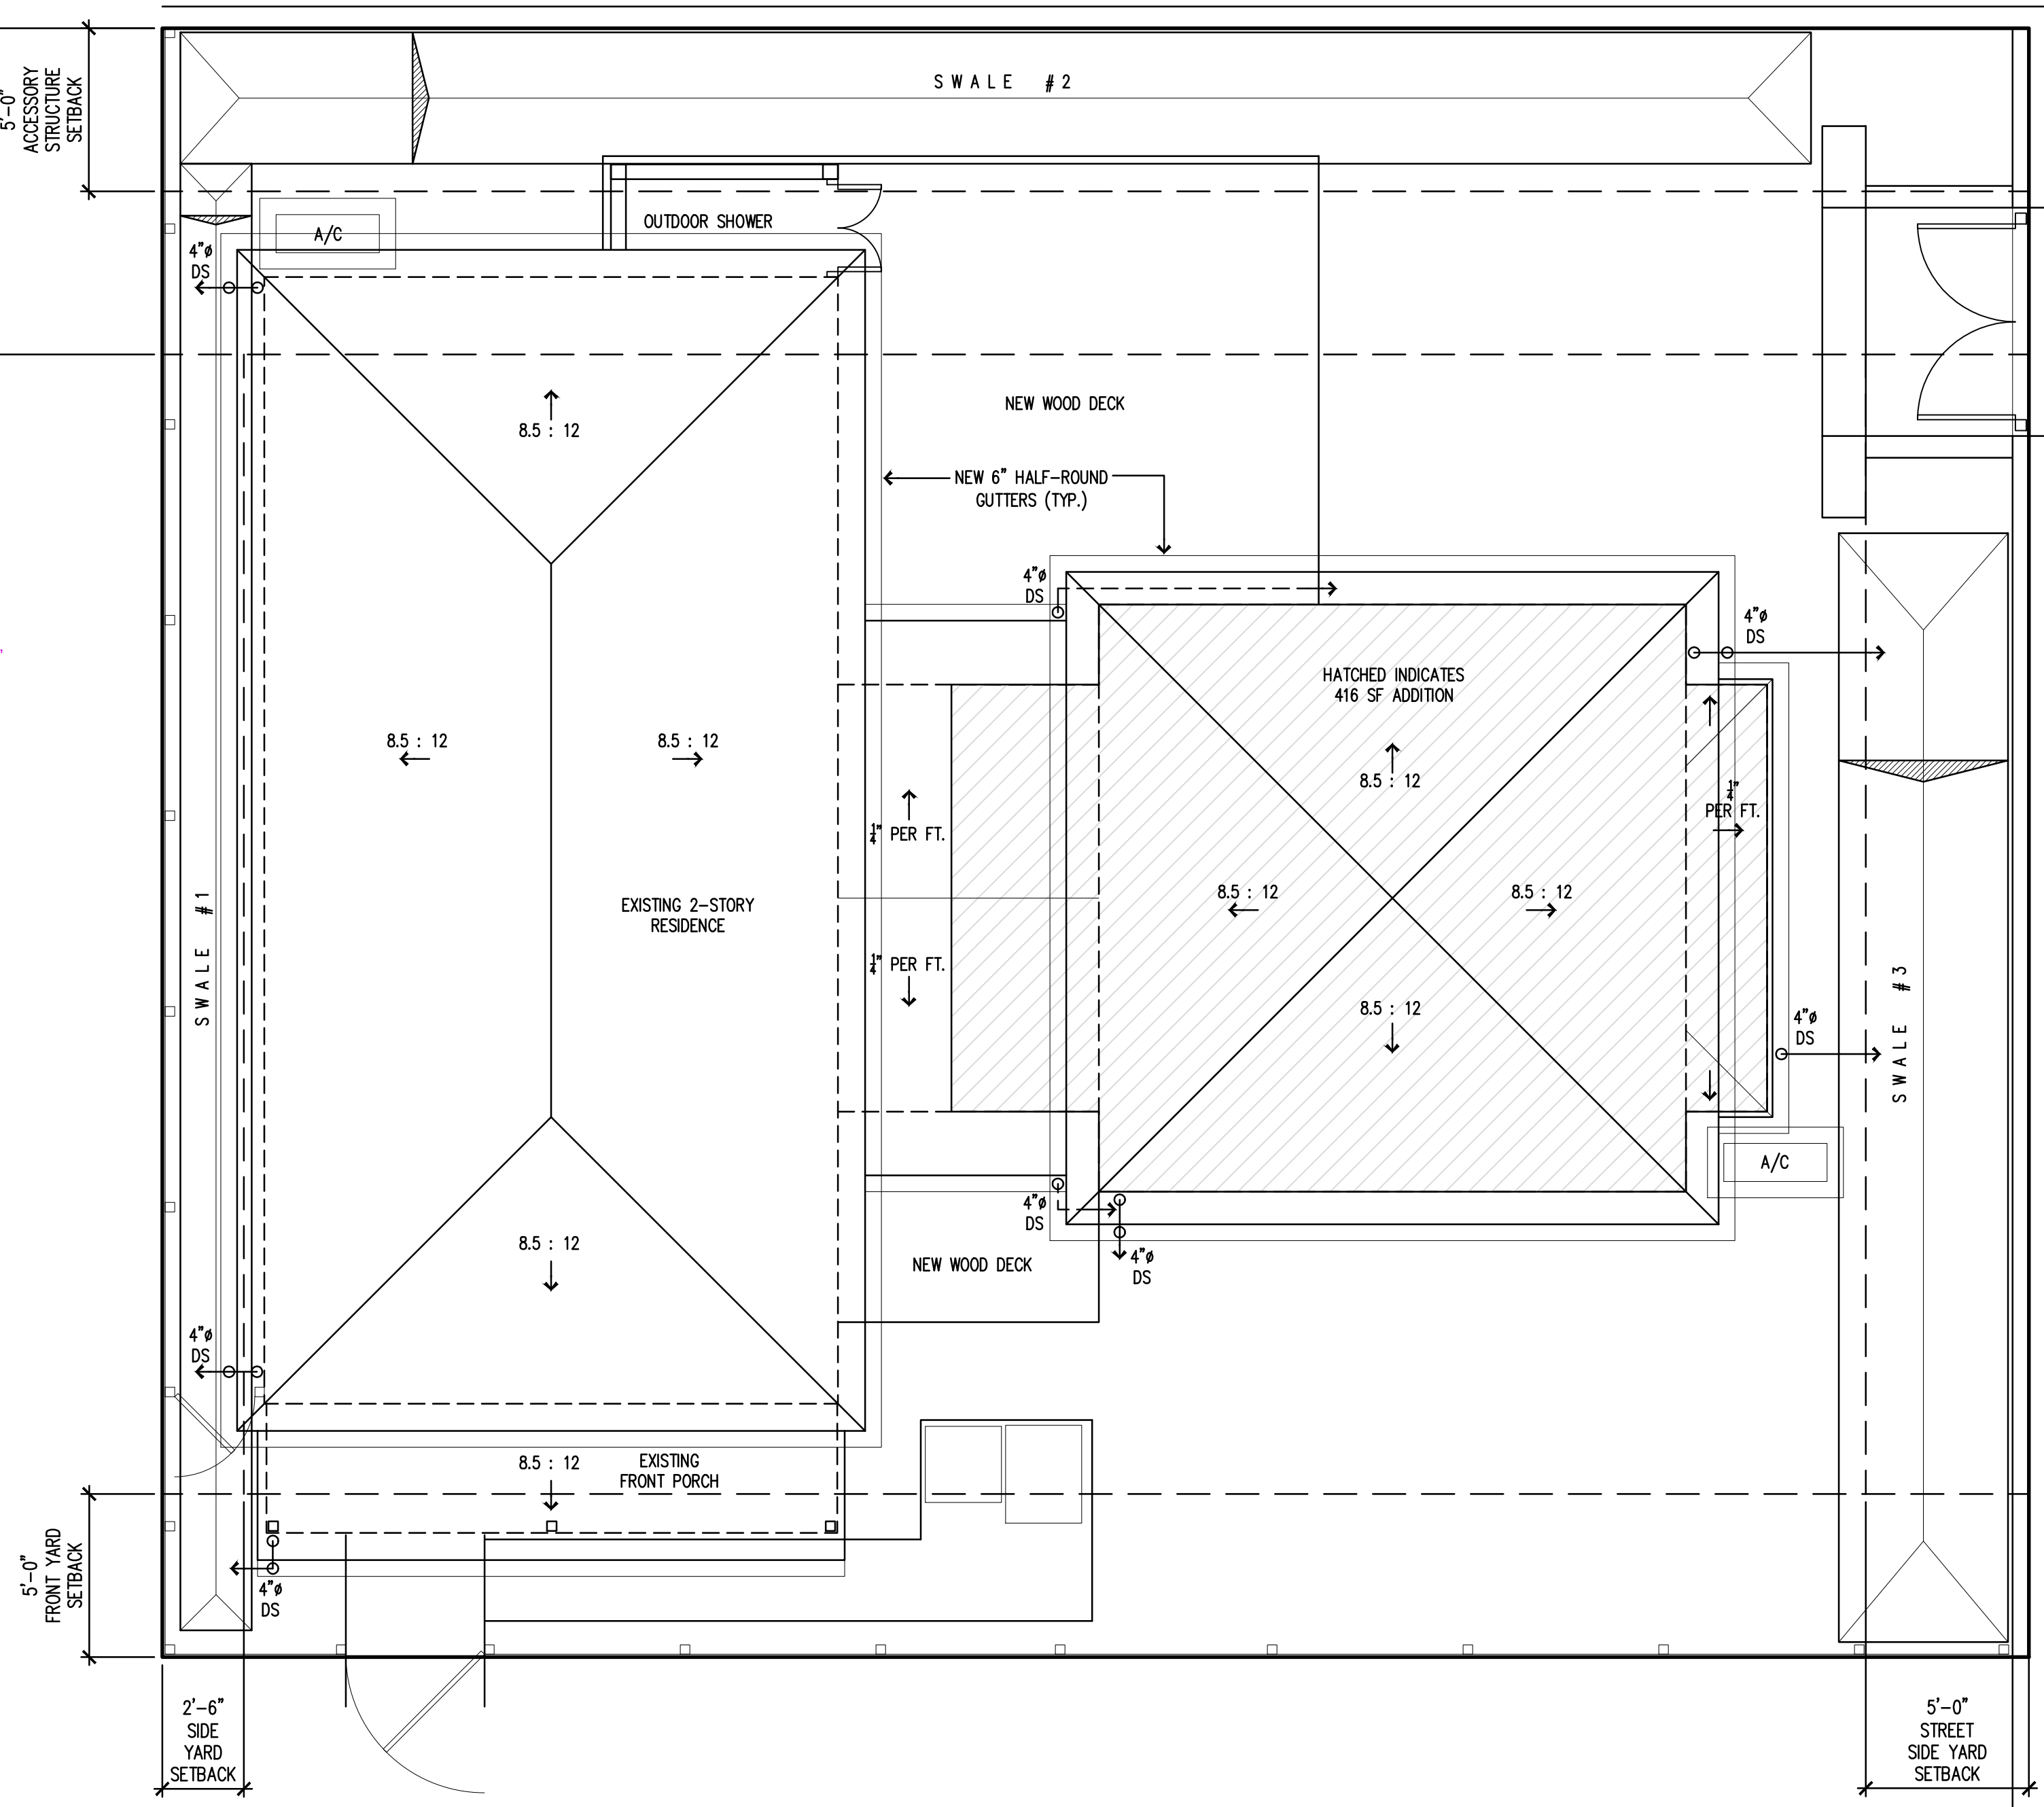 SWALE #2
5'-0"
ACCESSORY
STRUCTURE
SETBACK
OUTDOOR SHOWER
A/C
4"ø
DS
8.5 : 12
NEW WOOD DECK
NEW 6" HALF-ROUND
GUTTERS (TYP.)
4"ø
DS
4"ø
DS
HATCHED INDICATES
416 SF ADDITION
8.5 : 12
8.5 : 12
8.5 : 12
1/4"
PER FT.
1/4" PER FT.
8.5 : 12
8.5 : 12
SWALE #1
EXISTING 2-STORY
RESIDENCE
1/4" PER FT.
8.5 : 12
SWALE #3
4"ø
DS
A/C
4"ø
DS
8.5 : 12
NEW WOOD DECK
4"ø
DS
4"ø
DS
8.5 : 12
EXISTING
FRONT PORCH
5'-0"
FRONT YARD
SETBACK
4"ø
DS
2'-6"
SIDE
YARD
SETBACK
5'-0"
STREET
SIDE YARD
SETBACK